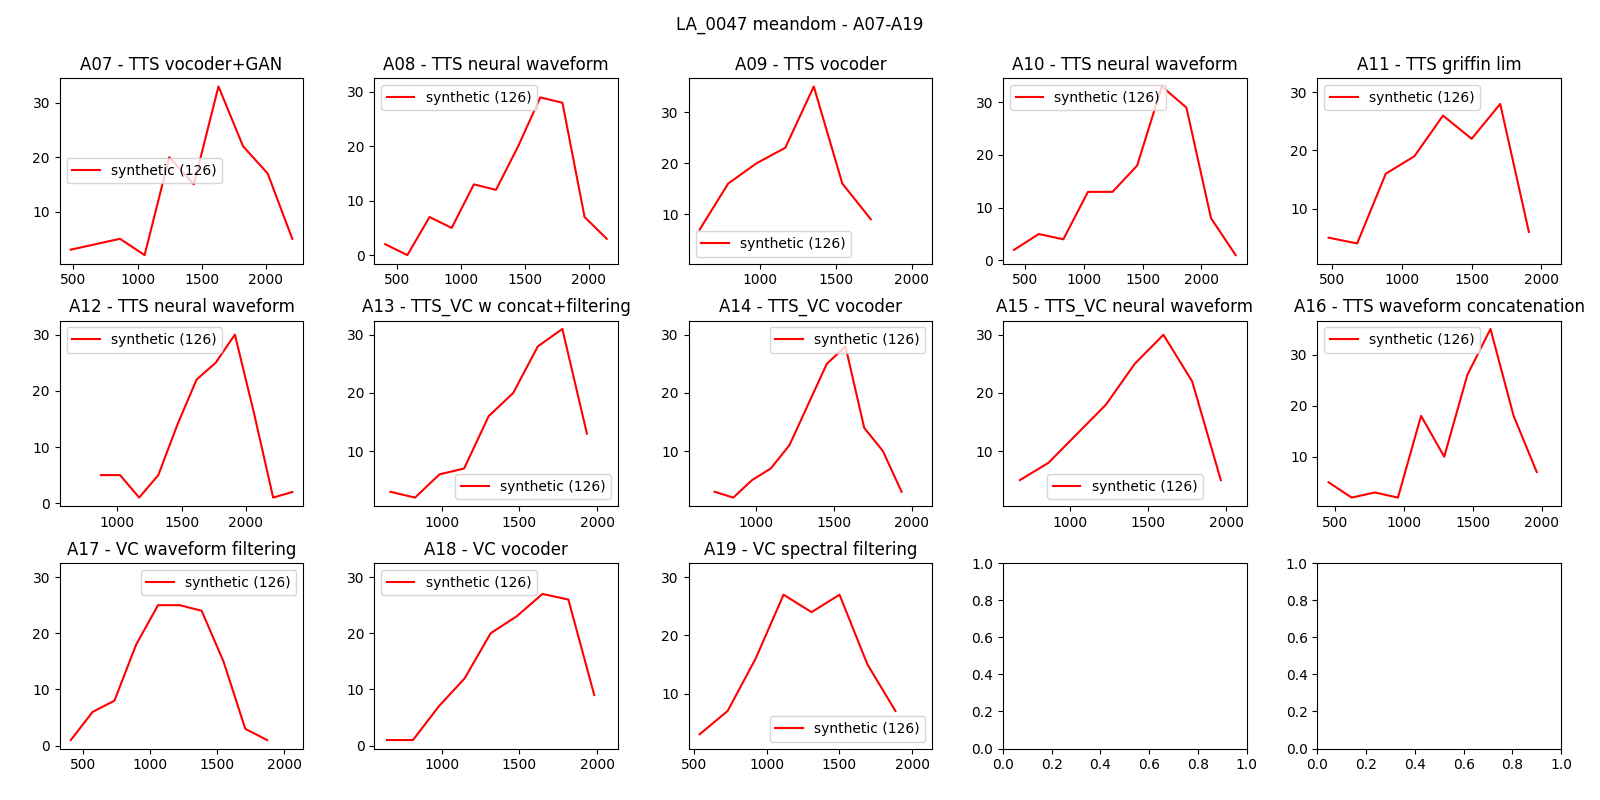 LA_0047 meandom - A07-A19
A07 - TTS vocoder+GAN
30
20
10
synthetic (126)
500 1000 1500 2000
A08 - TTS neural waveform
30
20
10
0
synthetic (126)
500 1000 1500 2000
A09 - TTS vocoder
30
20
10
synthetic (126)
1000 1500 2000
A10 - TTS neural waveform
30
20
10
0
synthetic (126)
500 1000 1500 2000
A11 - TTS griffin lim
30
20
10
synthetic (126)
500 1000 1500 2000
A12 - TTS neural waveform
30
20
10
0
synthetic (126)
1000 1500 2000
A13 - TTS_VC w concat+filtering
30
20
10
synthetic (126)
1000 1500 2000
A14 - TTS_VC vocoder
30
20
10
synthetic (126)
1000 1500 2000
A15 - TTS_VC neural waveform
30
20
10
synthetic (126)
1000 1500 2000
A16 - TTS waveform concatenation
30
20
10
synthetic (126)
500 1000 1500 2000
A17 - VC waveform filtering
30
20
10
0
synthetic (126)
500 1000 1500 2000
A18 - VC vocoder
30
20
10
0
synthetic (126)
1000 1500 2000
A19 - VC spectral filtering
30
20
10
synthetic (126)
500 1000 1500 2000
1.0
0.8
0.6
0.4
0.2
0.0
0.0 0.2 0.4 0.6 0.8 1.0
1.0
0.8
0.6
0.4
0.2
0.0
0.0 0.2 0.4 0.6 0.8 1.0